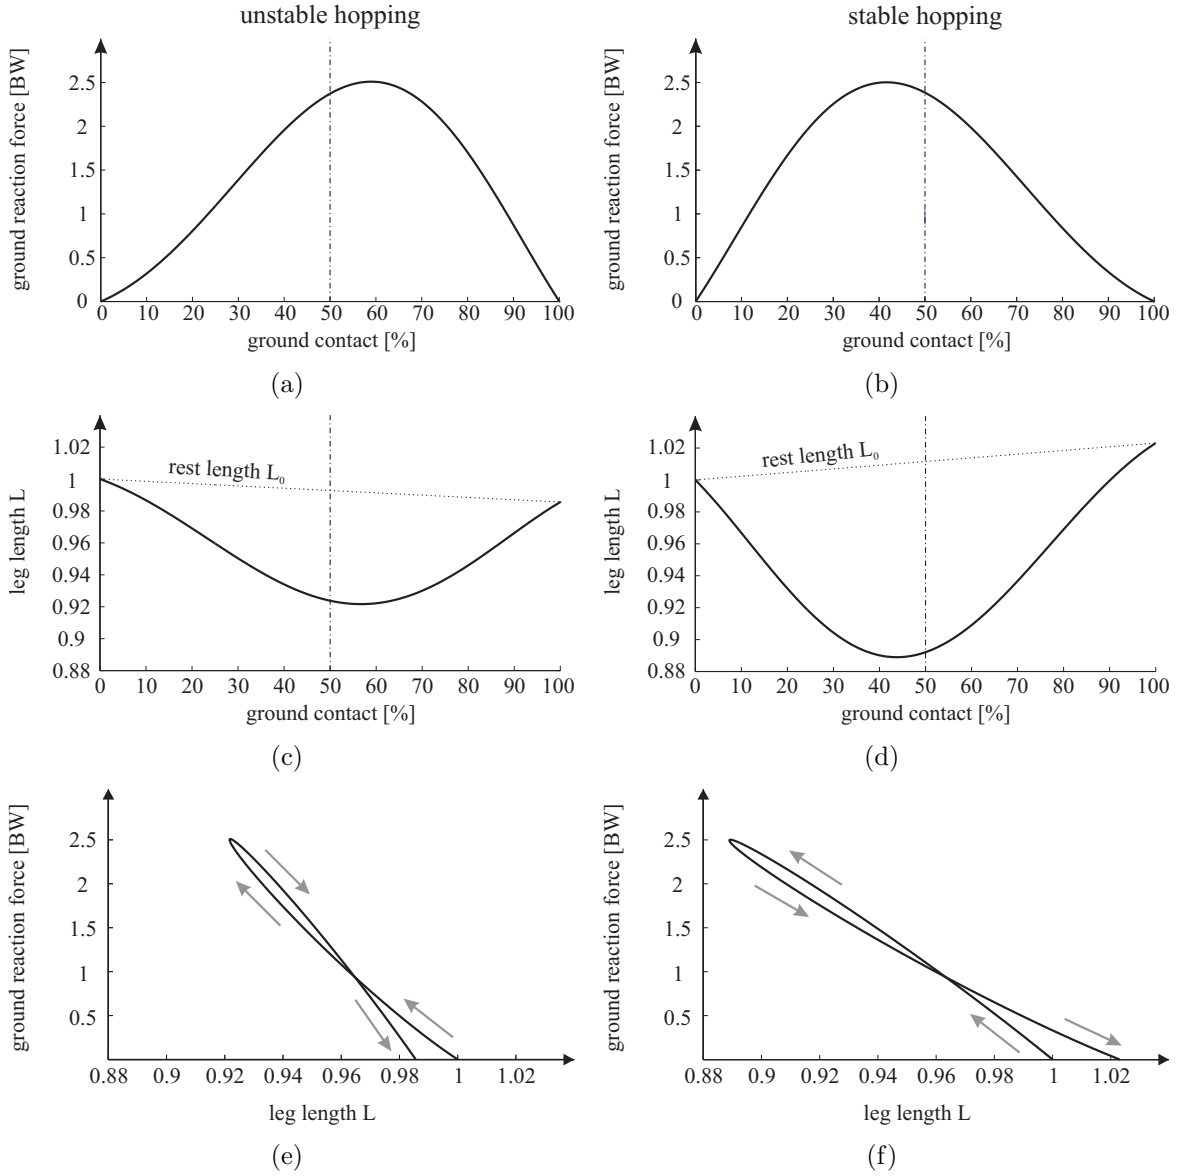 unstable hopping
stable hopping
ground reaction force [BW]
2.5
2
1.5
1
0.5
0
0 10 20 30 40 50 60 70 80 90 100
ground contact [%]
(a)
ground reaction force [BW]
2.5
2
1.5
1
0.5
0
0 10 20 30 40 50 60 70 80 90 100
ground contact [%]
(b)
leg length L
1.02
1
0.98
0.96
0.94
0.92
0.9
0.88
rest length L₀
0 10 20 30 40 50 60 70 80 90 100
ground contact [%]
(c)
leg length L
1.02
1
0.98
0.96
0.94
0.92
0.9
0.88
rest length L₀
0 10 20 30 40 50 60 70 80 90 100
ground contact [%]
(d)
ground reaction force [BW]
2.5
2
1.5
1
0.5
0.88 0.9 0.92 0.94 0.96 0.98 1 1.02
leg length L
(e)
ground reaction force [BW]
2.5
2
1.5
1
0.5
0.88 0.9 0.92 0.94 0.96 0.98 1 1.02
leg length L
(f)